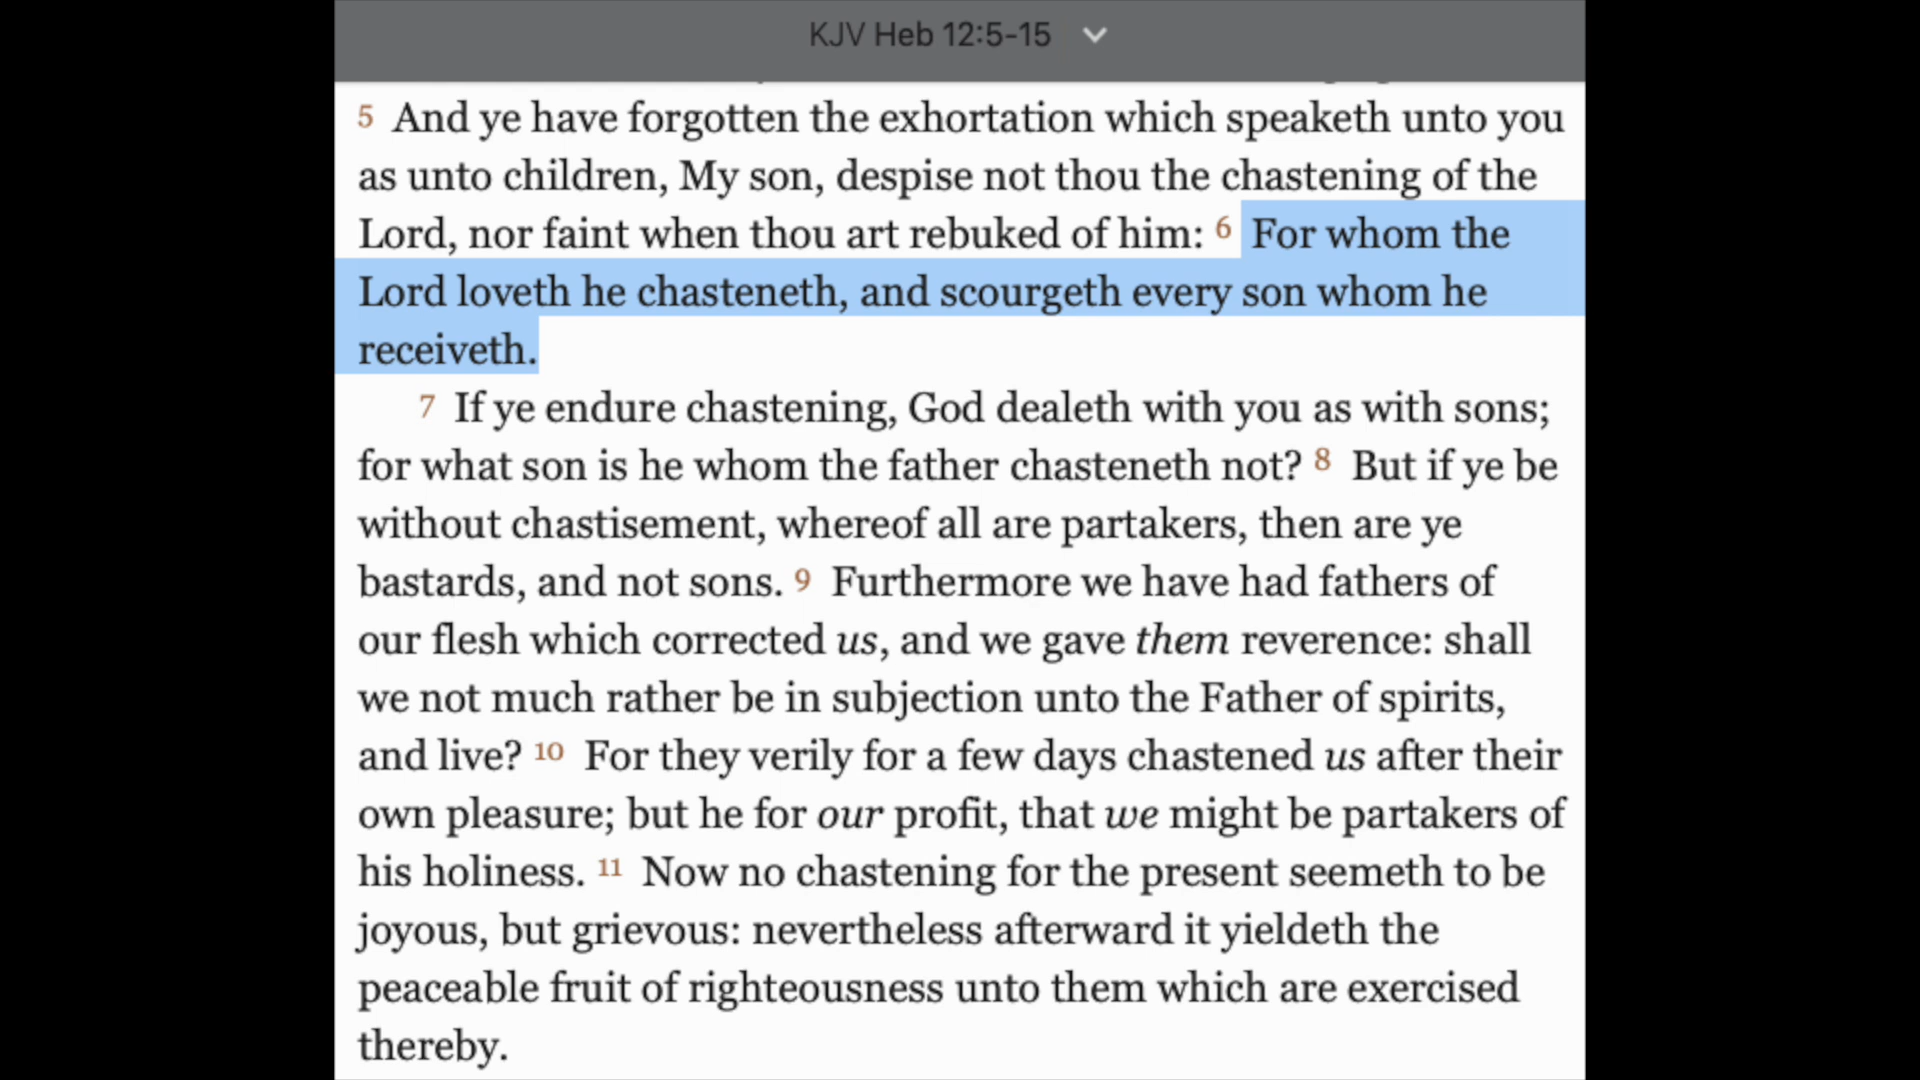 KJV Heb 12:5-15
5 And ye have forgotten the exhortation which speaketh unto you
as unto children, My son, despise not thou the chastening of the
Lord, nor faint when thou art rebuked of him: 6 For whom the
Lord loveth he chasteneth, and scourgeth every son whom he
receiveth.
7 If ye endure chastening, God dealeth with you as with sons;
for what son is he whom the father chasteneth not? 8 But if ye be
without chastisement, whereof all are partakers, then are ye
bastards, and not sons. 9 Furthermore we have had fathers of
our flesh which corrected us, and we gave them reverence: shall
we not much rather be in subjection unto the Father of spirits,
and live? 10 For they verily for a few days chastened us after their
own pleasure; but he for our profit, that we might be partakers of
his holiness. 11 Now no chastening for the present seemeth to be
joyous, but grievous: nevertheless afterward it yieldeth the
peaceable fruit of righteousness unto them which are exercised
thereby.